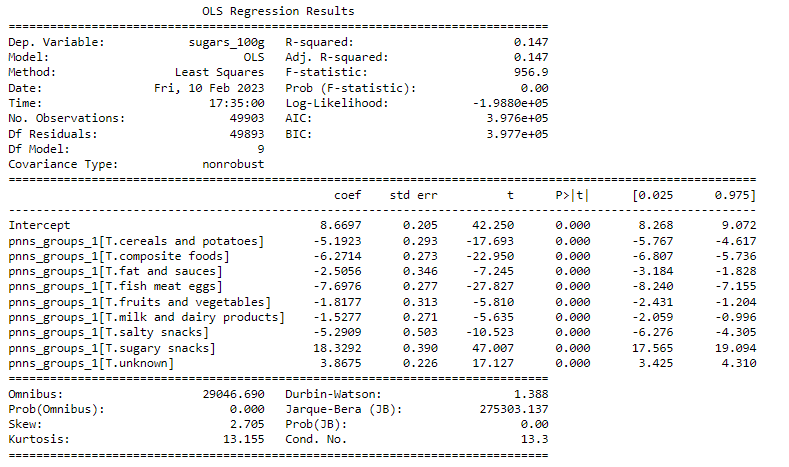 OLS Regression Results
==============================================================================
Dep. Variable: sugars_100g R-squared: 0.147
Model: OLS Adj. R-squared: 0.147
Method: Least Squares F-statistic: 956.9
Date: Fri, 10 Feb 2023 Prob (F-statistic): 0.00
Time: 17:35:00 Log-Likelihood: -1.9880e+05
No. Observations: 49903 AIC: 3.976e+05
Df Residuals: 49893 BIC: 3.977e+05
Df Model: 9
Covariance Type: nonrobust
============================================================================================================
coef std err t P>|t| [0.025 0.975]
------------------------------------------------------------------------------------------------------------
Intercept 8.6697 0.205 42.250 0.000 8.268 9.072
pnns_groups_1[T.cereals and potatoes] -5.1923 0.293 -17.693 0.000 -5.767 -4.617
pnns_groups_1[T.composite foods] -6.2714 0.273 -22.950 0.000 -6.807 -5.736
pnns_groups_1[T.fat and sauces] -2.5056 0.346 -7.245 0.000 -3.184 -1.828
pnns_groups_1[T.fish meat eggs] -7.6976 0.277 -27.827 0.000 -8.240 -7.155
pnns_groups_1[T.fruits and vegetables] -1.8177 0.313 -5.810 0.000 -2.431 -1.204
pnns_groups_1[T.milk and dairy products] -1.5277 0.271 -5.635 0.000 -2.059 -0.996
pnns_groups_1[T.salty snacks] -5.2909 0.503 -10.523 0.000 -6.276 -4.305
pnns_groups_1[T.sugary snacks] 18.3292 0.390 47.007 0.000 17.565 19.094
pnns_groups_1[T.unknown] 3.8675 0.226 17.127 0.000 3.425 4.310
==============================================================================
Omnibus: 29046.690 Durbin-Watson: 1.388
Prob(Omnibus): 0.000 Jarque-Bera (JB): 275303.137
Skew: 2.705 Prob(JB): 0.00
Kurtosis: 13.155 Cond. No. 13.3
==============================================================================